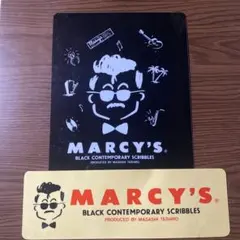 MARCY'S®
BLACK CONTEMPORARY SCRIBBLES
PRODUCED BY MASASHI TASHIRO
MARCY'S®
BLACK CONTEMPORARY SCRIBBLES
PRODUCED BY MASASHI TASHIRO